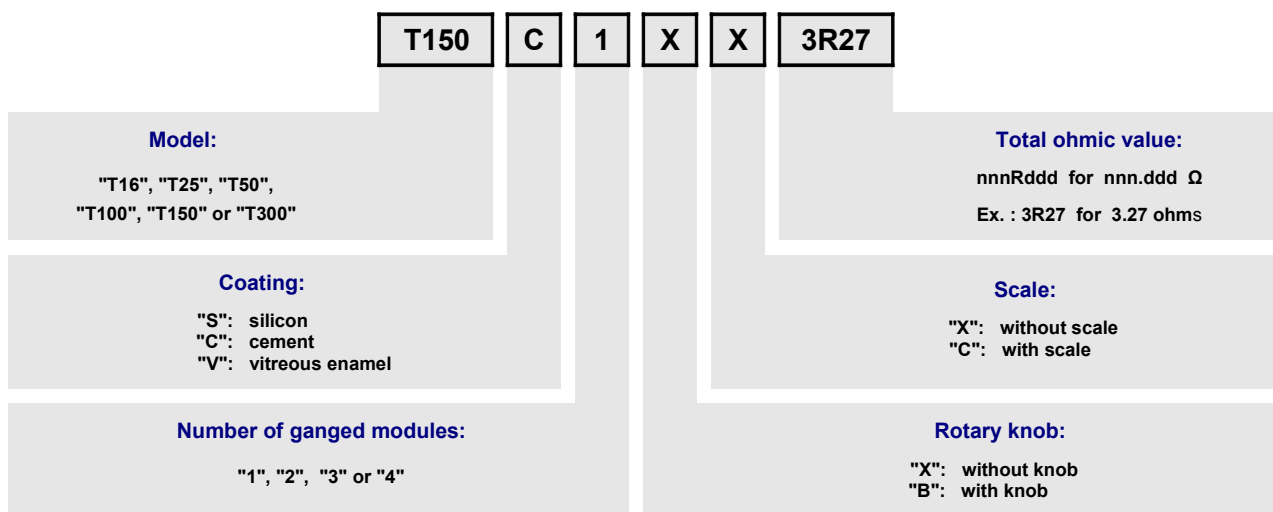 T150 C 1 X X 3R27
Model:
"T16", "T25", "T50",
"T100", "T150" or "T300"
Total ohmic value:
nnnRddd for nnn.ddd Ω
Ex. : 3R27 for 3.27 ohms
Coating:
"S": silicon
"C": cement
"V": vitreous enamel
Scale:
"X": without scale
"C": with scale
Number of ganged modules:
"1", "2", "3" or "4"
Rotary knob:
"X": without knob
"B": with knob